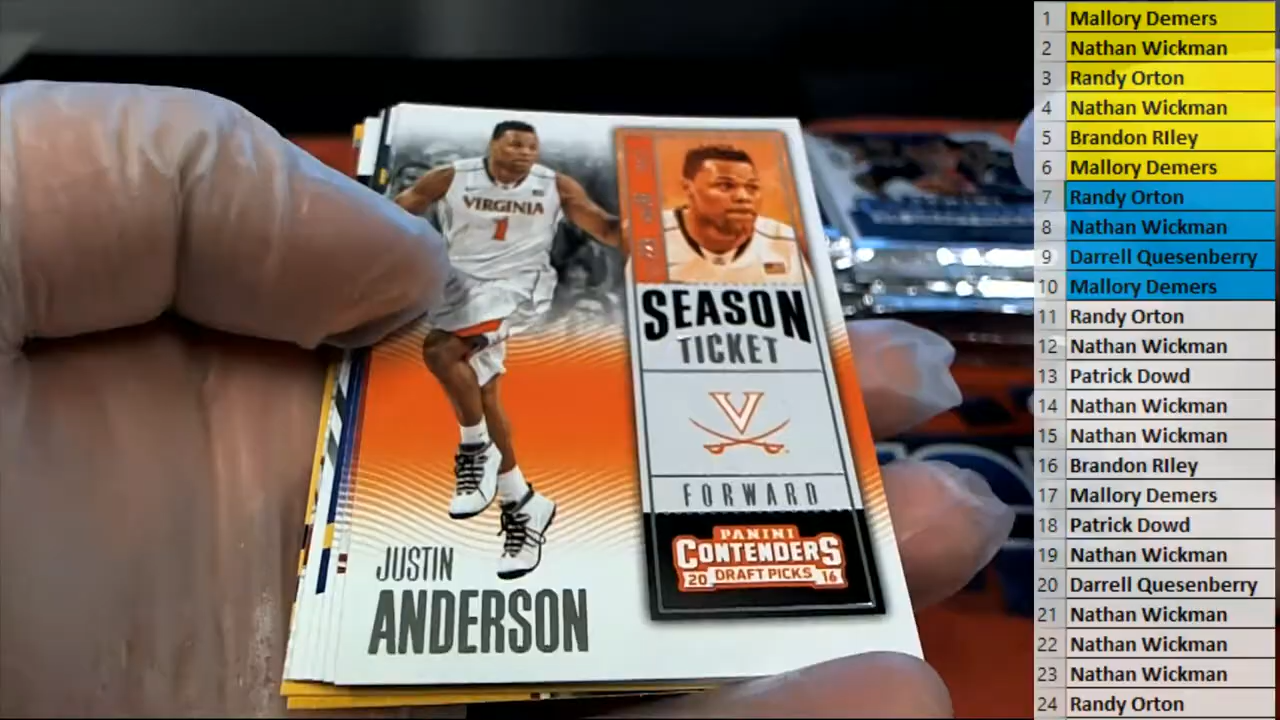 VIRGINIA
1
SEASON
TICKET
V
FORWARD
PANINI
CONTENDERS
20 DRAFT PICKS 16
JUSTIN
ANDERSON
1 Mallory Demers
2 Nathan Wickman
3 Randy Orton
4 Nathan Wickman
5 Brandon RIley
6 Mallory Demers
7 Randy Orton
8 Nathan Wickman
9 Darrell Quesenberry
10 Mallory Demers
11 Randy Orton
12 Nathan Wickman
13 Patrick Dowd
14 Nathan Wickman
15 Nathan Wickman
16 Brandon RIley
17 Mallory Demers
18 Patrick Dowd
19 Nathan Wickman
20 Darrell Quesenberry
21 Nathan Wickman
22 Nathan Wickman
23 Nathan Wickman
24 Randy Orton